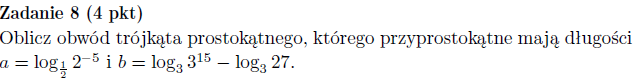 Zadanie 8 (4 pkt)
Oblicz obwód trójkąta prostokątnego, którego przyprostokątne mają długości
a = log_{1/2} 2^{-5} i b = log_3 3^{15} − log_3 27.